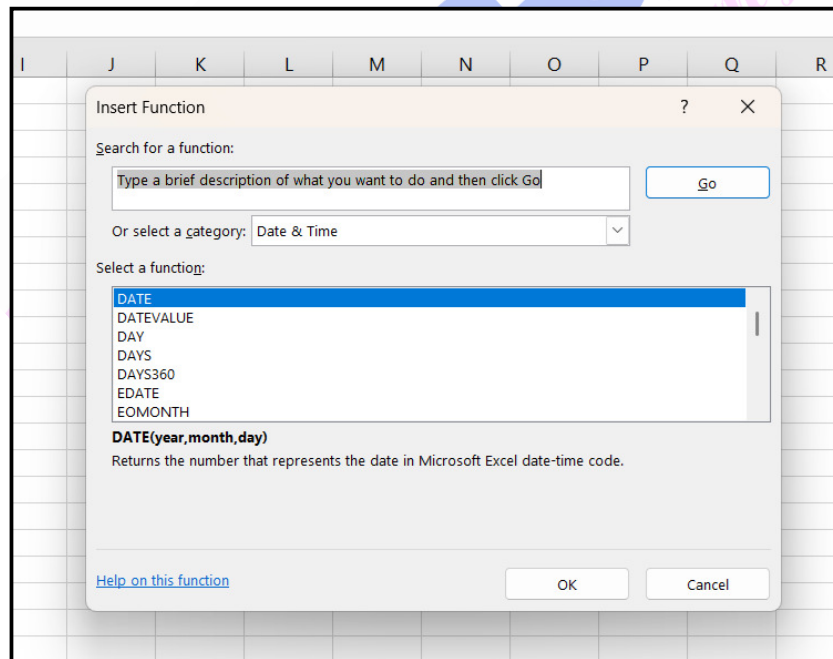 I J K L M N O P Q R
Insert Function ?
Search for a function:
Type a brief description of what you want to do and then click Go
Go
Or select a category: Date & Time
Select a function:
DATE
DATEVALUE
DAY
DAYS
DAYS360
EDATE
EOMONTH
DATE(year,month,day)
Returns the number that represents the date in Microsoft Excel date-time code.
Help on this function OK Cancel